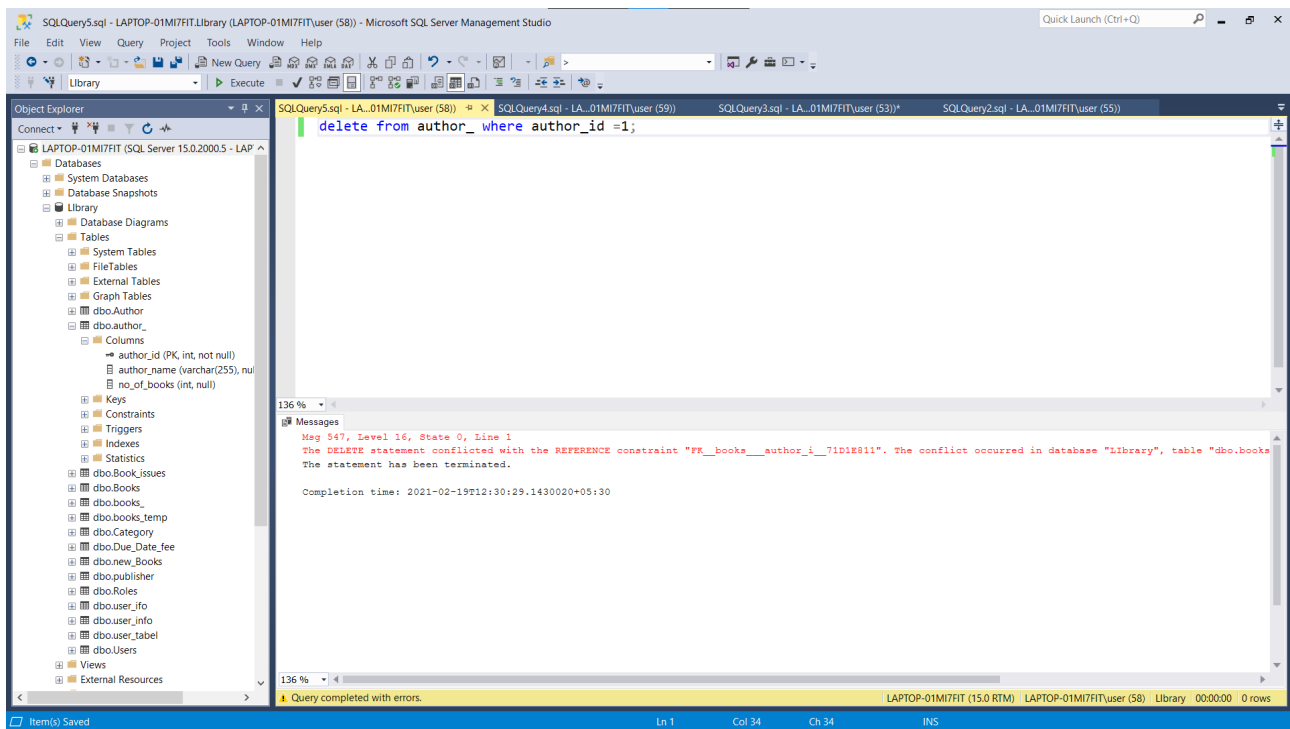 SQLQuery5.sql - LAPTOP-01MI7FIT.LIbrary (LAPTOP-01MI7FIT\user (58)) - Microsoft SQL Server Management Studio
Quick Launch (Ctrl+Q)
File Edit View Query Project Tools Window Help
New Query
LIbrary
Execute
Object Explorer
SQLQuery5.sql - LA...01MI7FIT\user (58))
SQLQuery4.sql - LA...01MI7FIT\user (59))
SQLQuery3.sql - LA...01MI7FIT\user (53))*
SQLQuery2.sql - LA...01MI7FIT\user (55))
Connect
LAPTOP-01MI7FIT (SQL Server 15.0.2000.5 - LAP
Databases
System Databases
Database Snapshots
LIbrary
Database Diagrams
Tables
System Tables
FileTables
External Tables
Graph Tables
dbo.Author
dbo.author_
Columns
author_id (PK, int, not null)
author_name (varchar(255), nul
no_of_books (int, null)
Keys
Constraints
Triggers
Indexes
Statistics
dbo.Book_issues
dbo.Books
dbo.books_
dbo.books_temp
dbo.Category
dbo.Due_Date_fee
dbo.new_Books
dbo.publisher
dbo.Roles
dbo.user_ifo
dbo.user_info
dbo.user_tabel
dbo.Users
Views
External Resources
delete from author_ where author_id =1;
136 %
Messages
Msg 547, Level 16, State 0, Line 1
The DELETE statement conflicted with the REFERENCE constraint "FK__books___author_i__71D1E811". The conflict occurred in database "LIbrary", table "dbo.books
The statement has been terminated.
Completion time: 2021-02-19T12:30:29.1430020+05:30
136 %
Query completed with errors.
LAPTOP-01MI7FIT (15.0 RTM)
LAPTOP-01MI7FIT\user (58)
LIbrary
00:00:00
0 rows
Item(s) Saved
Ln 1
Col 34
Ch 34
INS